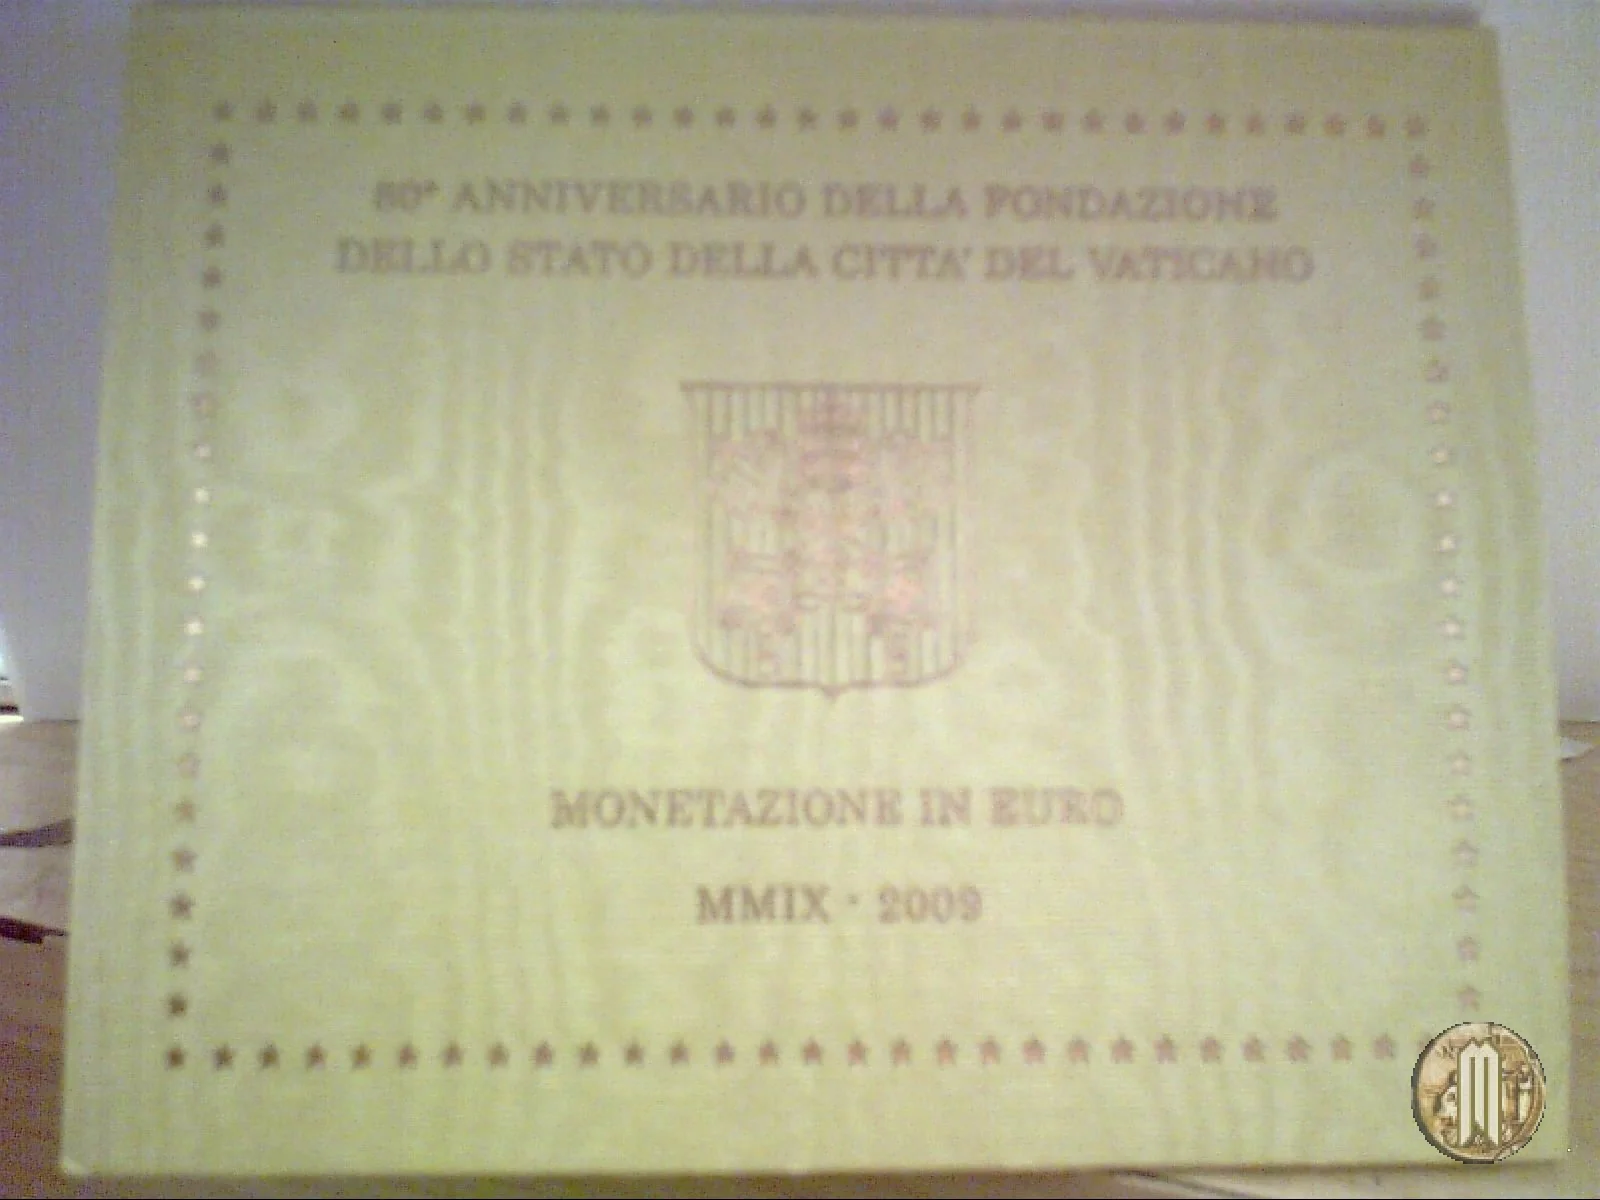 80° ANNIVERSARIO DELLA FONDAZIONE
DELLO STATO DELLA CITTA' DEL VATICANO
MONETAZIONE IN EURO
MMIX · 2009
M